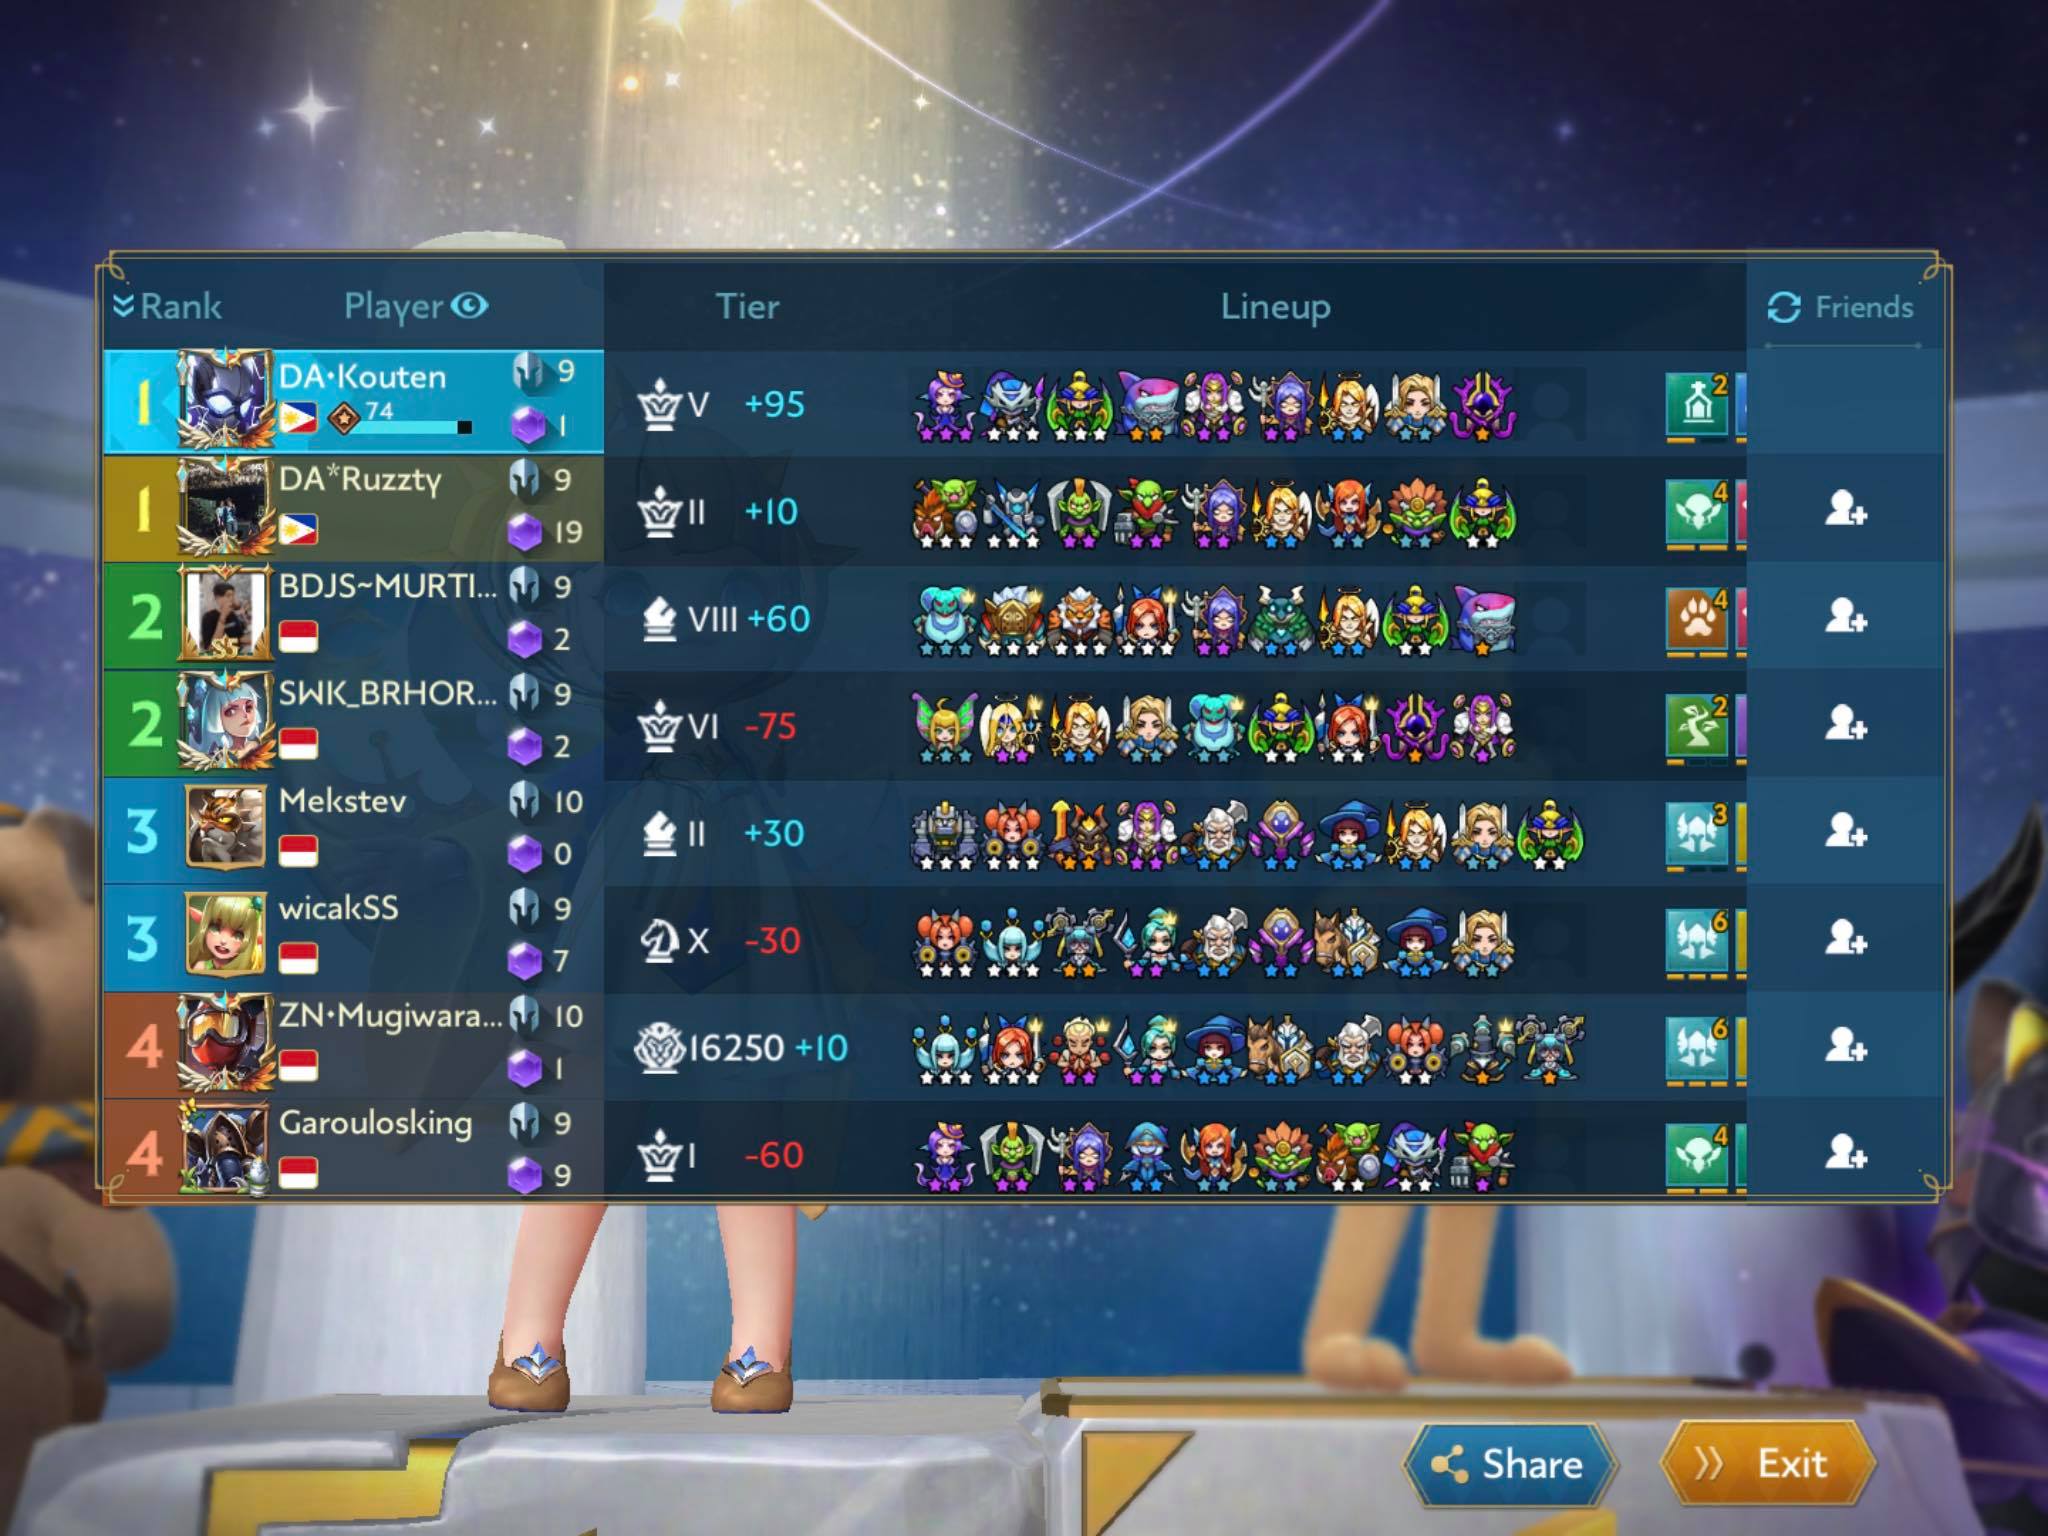 Rank Player Tier Lineup Friends
1 DA•Kouten 9 V +95 2
74 1
1 DA*Ruzzty 9 II +10 4
19
2 BDJS~MURTI... 9 VIII +60 4
S5 2
2 SWK_BRHOR... 9 VI -75 2
2
3 Mekstev 10 II +30 3
0
3 wicakSS 9 X -30 6
7
4 ZN•Mugiwara... 10 16250 +10 6
1
4 Garoulosking 9 I -60 4
9
Share Exit